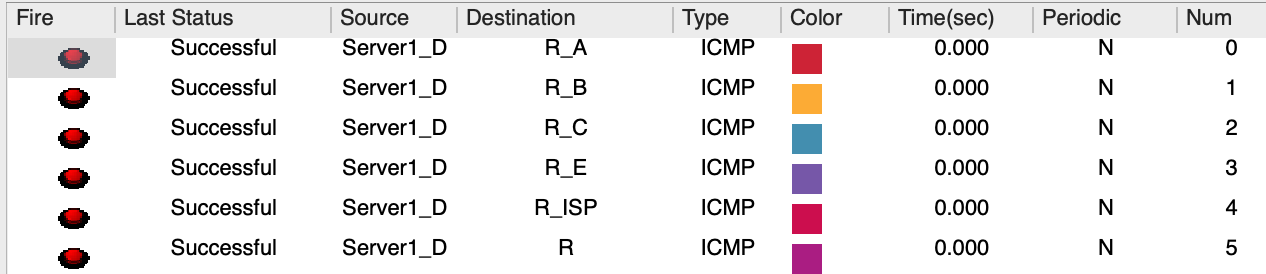 Fire Last Status Source Destination Type Color Time(sec) Periodic Num
Successful Server1_D R_A ICMP 0.000 N 0
Successful Server1_D R_B ICMP 0.000 N 1
Successful Server1_D R_C ICMP 0.000 N 2
Successful Server1_D R_E ICMP 0.000 N 3
Successful Server1_D R_ISP ICMP 0.000 N 4
Successful Server1_D R ICMP 0.000 N 5